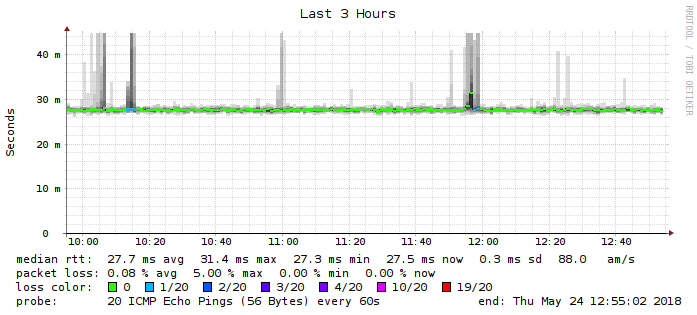 Last 3 Hours
RRDTOOL / TOBI OETIKER
Seconds
40 m
30 m
20 m
10 m
0
10:00 10:20 10:40 11:00 11:20 11:40 12:00 12:20 12:40
median rtt: 27.7 ms avg 31.4 ms max 27.3 ms min 27.5 ms now 0.3 ms sd 88.0 am/s
packet loss: 0.08 % avg 5.00 % max 0.00 % min 0.00 % now
loss color: 0 1/20 2/20 3/20 4/20 10/20 19/20
probe: 20 ICMP Echo Pings (56 Bytes) every 60s end: Thu May 24 12:55:02 2018